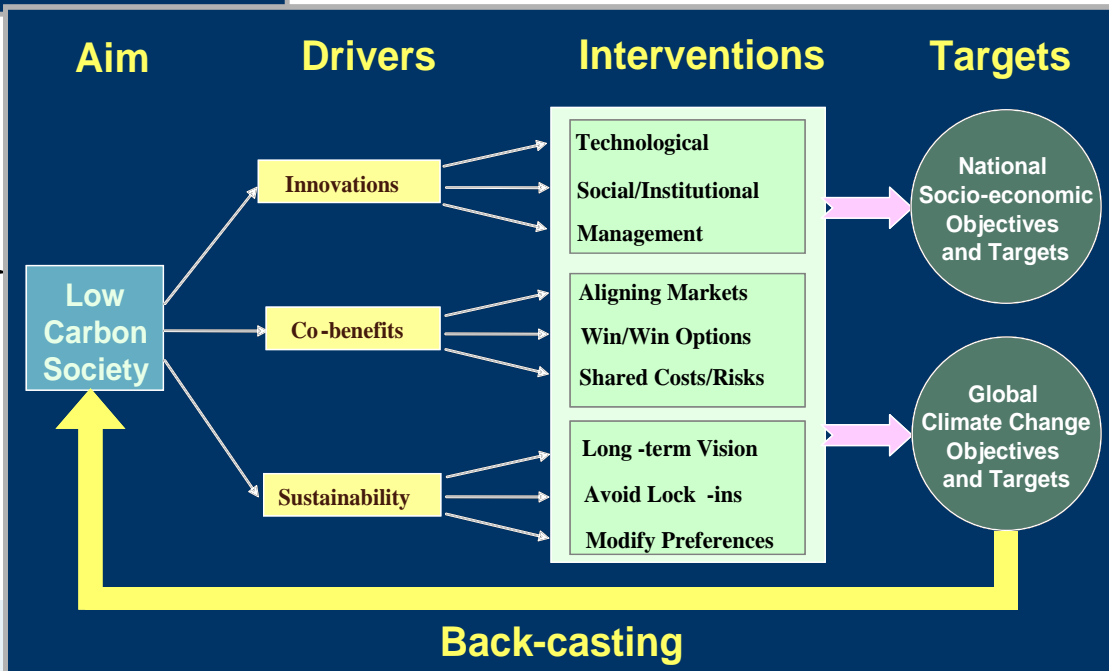 Aim
Drivers
Interventions
Targets
Low
Carbon
Society
Innovations
Co-benefits
Sustainability
Technological
Social/Institutional
Management
Aligning Markets
Win/Win Options
Shared Costs/Risks
Long -term Vision
Avoid Lock -ins
Modify Preferences
National
Socio-economic
Objectives
and Targets
Global
Climate Change
Objectives
and Targets
Back-casting